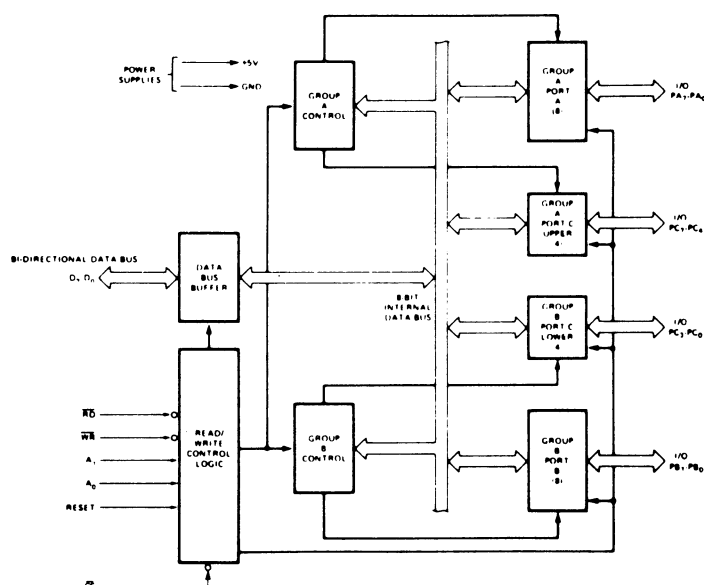 POWER
SUPPLIES
+5V
GND
GROUP
A
CONTROL
GROUP
A
PORT
A
(8)
I/O
PA7-PA0
GROUP
A
PORT C
UPPER
(4)
I/O
PC7-PC4
BI-DIRECTIONAL DATA BUS
D7-D0
DATA
BUS
BUFFER
8-BIT
INTERNAL
DATA BUS
GROUP
B
PORT C
LOWER
(4)
I/O
PC3-PC0
RD
WR
A1
A0
RESET
READ/
WRITE
CONTROL
LOGIC
GROUP
B
CONTROL
GROUP
B
PORT
B
(8)
I/O
PB7-PB0